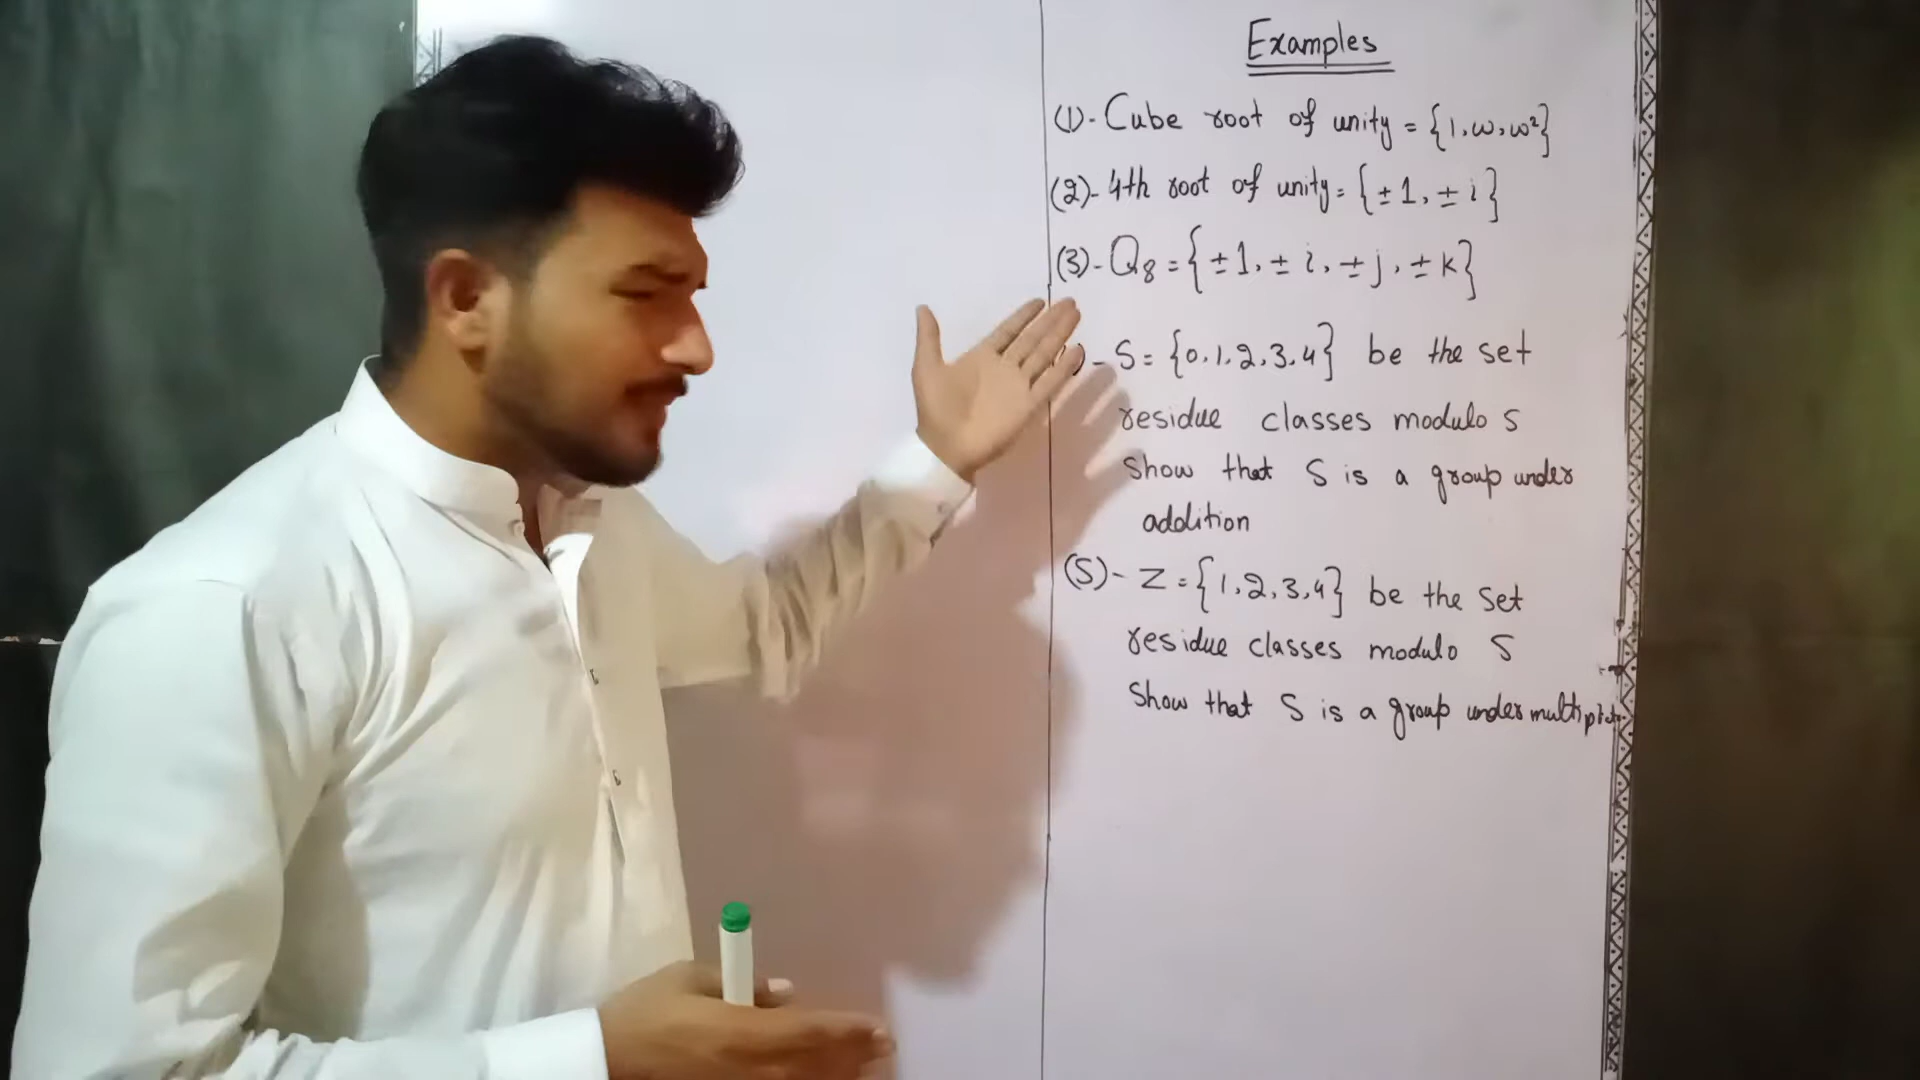 Examples
(1)- Cube root of unity = {1, ω, ω²}
(2)- 4th root of unity = {±1, ± i}
(3)- Q₈ = {±1, ± i, ± j, ± k}
)- S = {0, 1, 2, 3, 4} be the set
residue classes modulo 5
Show that S is a group under
addition
(5)- Z = {1, 2, 3, 4} be the set
residue classes modulo 5
Show that S is a group under